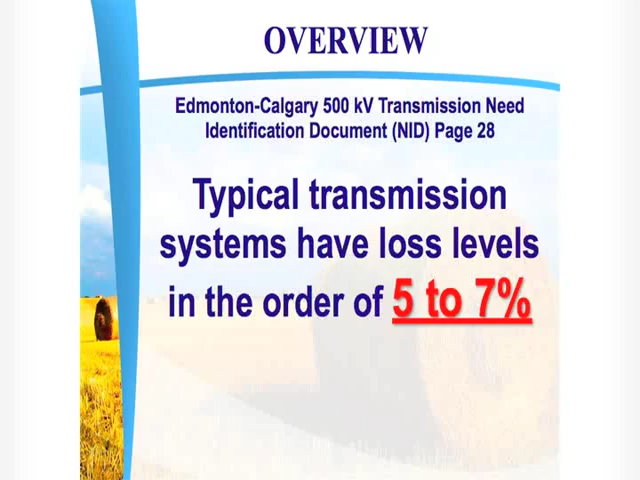 OVERVIEW
Edmonton-Calgary 500 kV Transmission Need
Identification Document (NID) Page 28
Typical transmission
systems have loss levels
in the order of 5 to 7%